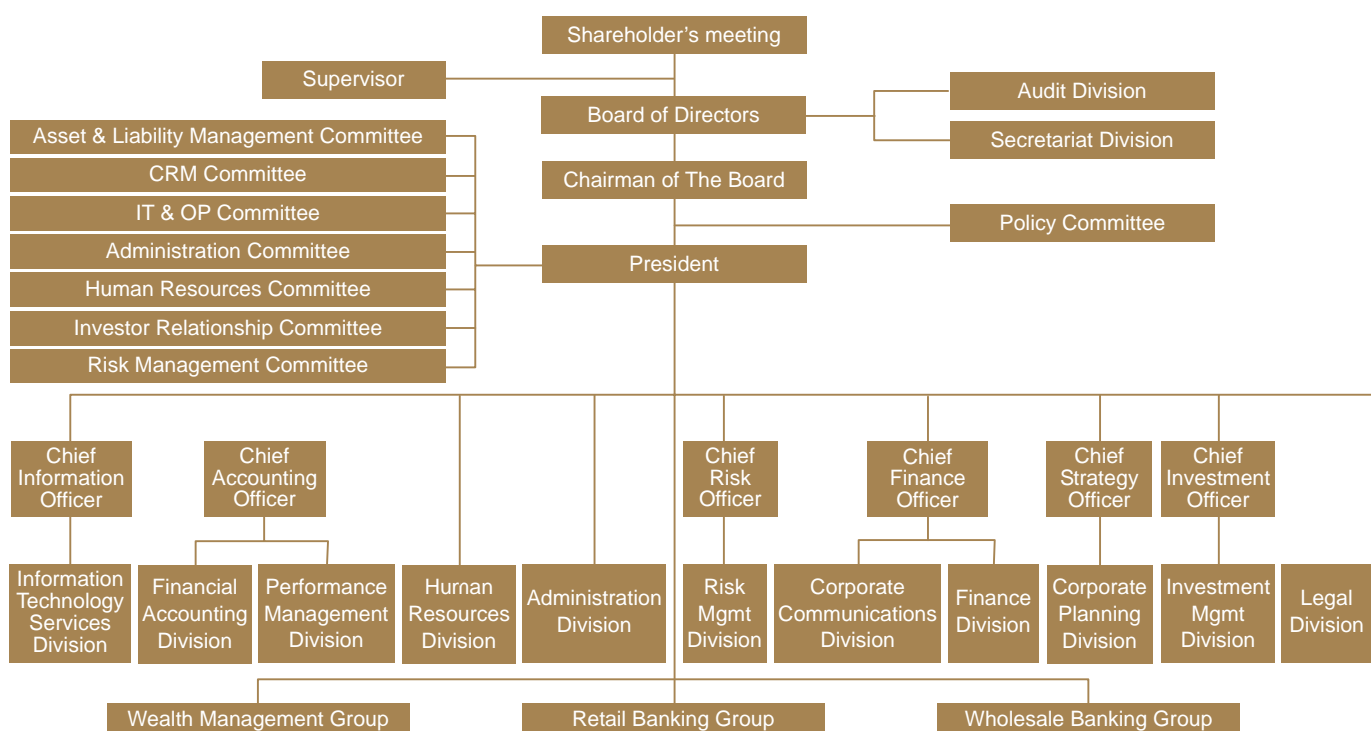 Shareholder’s meeting
Supervisor
Board of Directors
Audit Division
Secretariat Division
Asset & Liability Management Committee
CRM Committee
IT & OP Committee
Administration Committee
Human Resources Committee
Investor Relationship Committee
Risk Management Committee
Chairman of The Board
Policy Committee
President
Chief
Information
Officer
Chief
Accounting
Officer
Chief
Risk
Officer
Chief
Finance
Officer
Chief
Strategy
Officer
Chief
Investment
Officer
Information
Technology
Services
Division
Financial
Accounting
Division
Performance
Management
Division
Human
Resources
Division
Administration
Division
Risk
Mgmt
Division
Corporate
Communications
Division
Finance
Division
Corporate
Planning
Division
Investment
Mgmt
Division
Legal
Division
Wealth Management Group
Retail Banking Group
Wholesale Banking Group